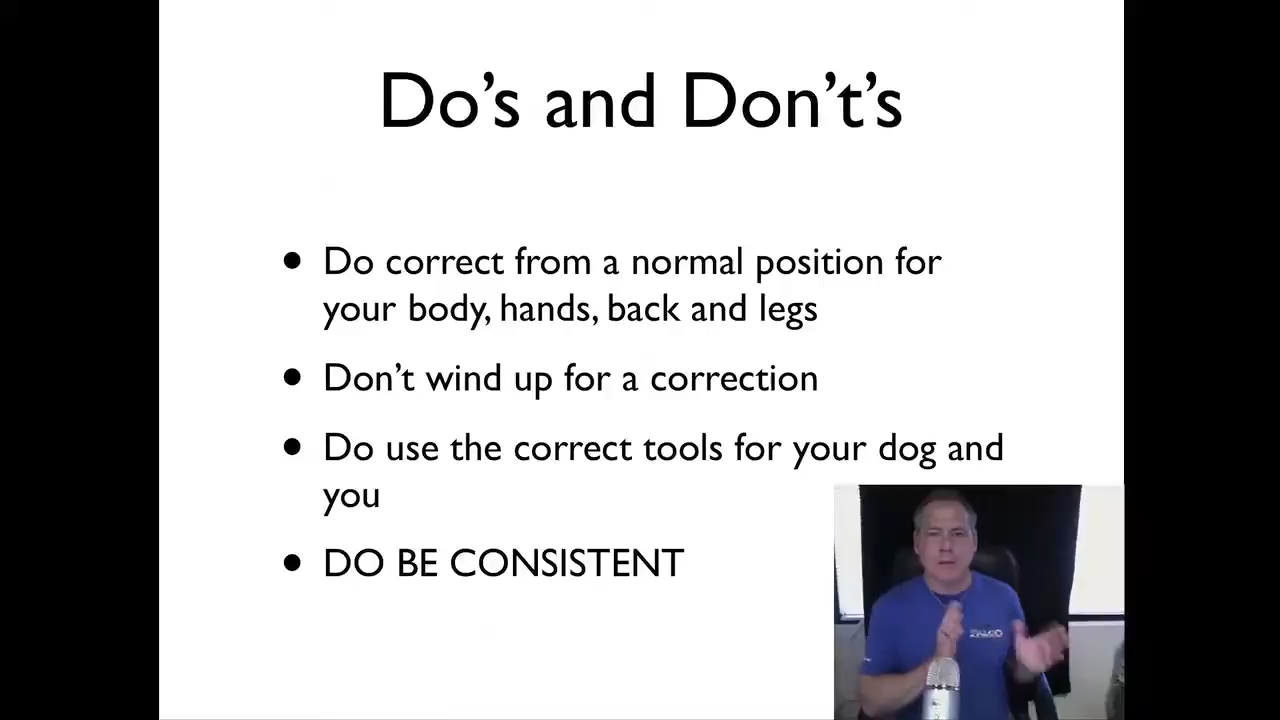 Do’s and Don’t’s
• Do correct from a normal position for
your body, hands, back and legs
• Don’t wind up for a correction
• Do use the correct tools for your dog and
you
• DO BE CONSISTENT